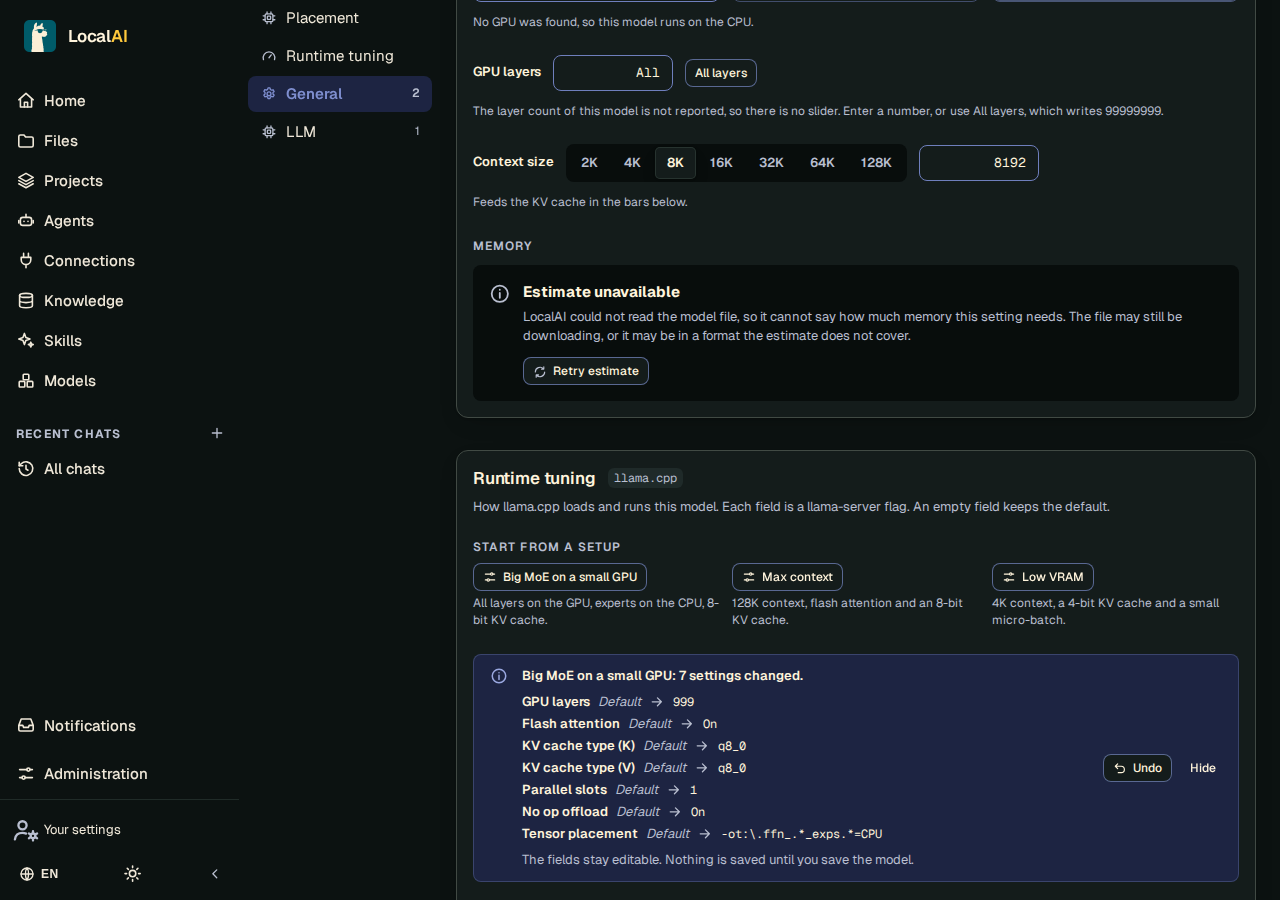 LocalAI
Home
Files
Projects
Agents
Connections
Knowledge
Skills
Models
RECENT CHATS
All chats
Notifications
Administration
Your settings
EN
Placement
Runtime tuning
General 2
LLM 1
No GPU was found, so this model runs on the CPU.
GPU layers All All layers
The layer count of this model is not reported, so there is no slider. Enter a number, or use All layers, which writes 99999999.
Context size 2K 4K 8K 16K 32K 64K 128K 8192
Feeds the KV cache in the bars below.
MEMORY
Estimate unavailable
LocalAI could not read the model file, so it cannot say how much memory this setting needs. The file may still be
downloading, or it may be in a format the estimate does not cover.
Retry estimate
Runtime tuning llama.cpp
How llama.cpp loads and runs this model. Each field is a llama-server flag. An empty field keeps the default.
START FROM A SETUP
Big MoE on a small GPU
All layers on the GPU, experts on the CPU, 8-
bit KV cache.
Max context
128K context, flash attention and an 8-bit
KV cache.
Low VRAM
4K context, a 4-bit KV cache and a small
micro-batch.
Big MoE on a small GPU: 7 settings changed.
GPU layers Default → 999
Flash attention Default → On
KV cache type (K) Default → q8_0
KV cache type (V) Default → q8_0
Parallel slots Default → 1
No op offload Default → On
Tensor placement Default → -ot:\.ffn_.*_exps.*=CPU
The fields stay editable. Nothing is saved until you save the model.
Undo Hide